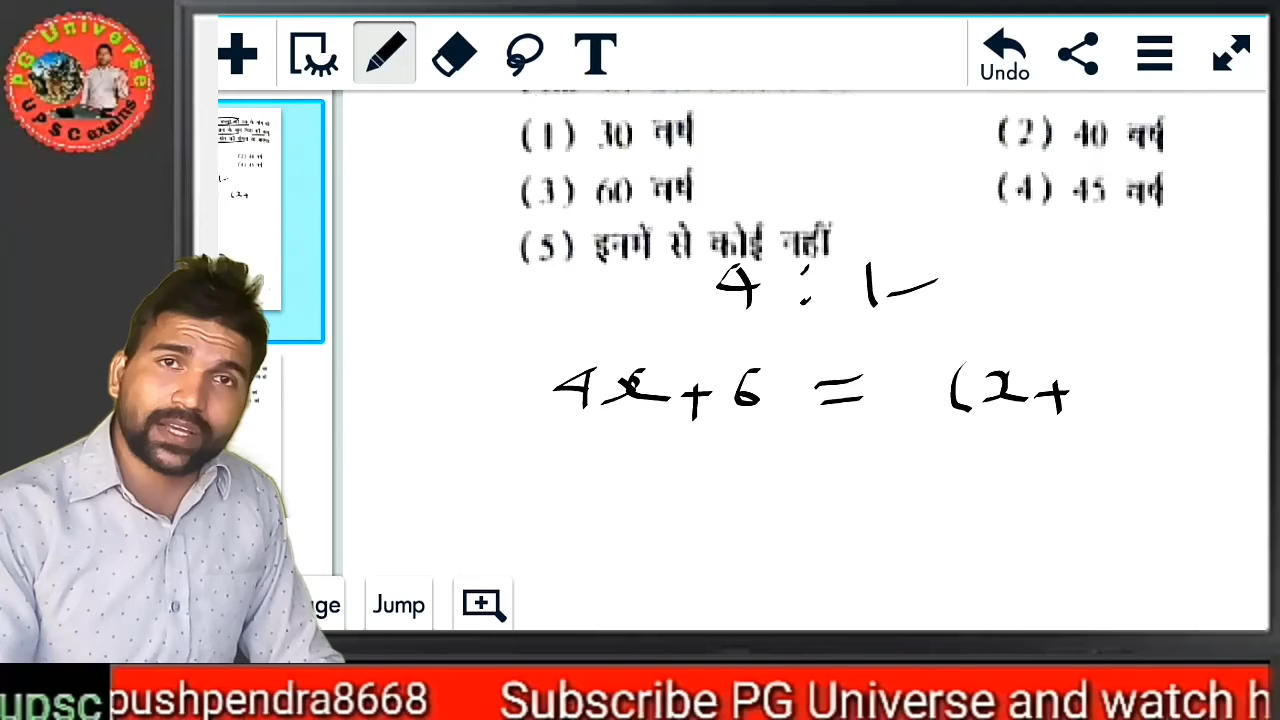 PG Universe
UPSC exams
Undo
(1) 30 वर्ष
(2) 40 वर्ष
(3) 60 वर्ष
(4) 45 वर्ष
(5) इनमें से कोई नहीं
4 : 1
4x + 6 = (x +
ge
Jump
upsc pushpendra8668 Subscribe PG Universe and watch h